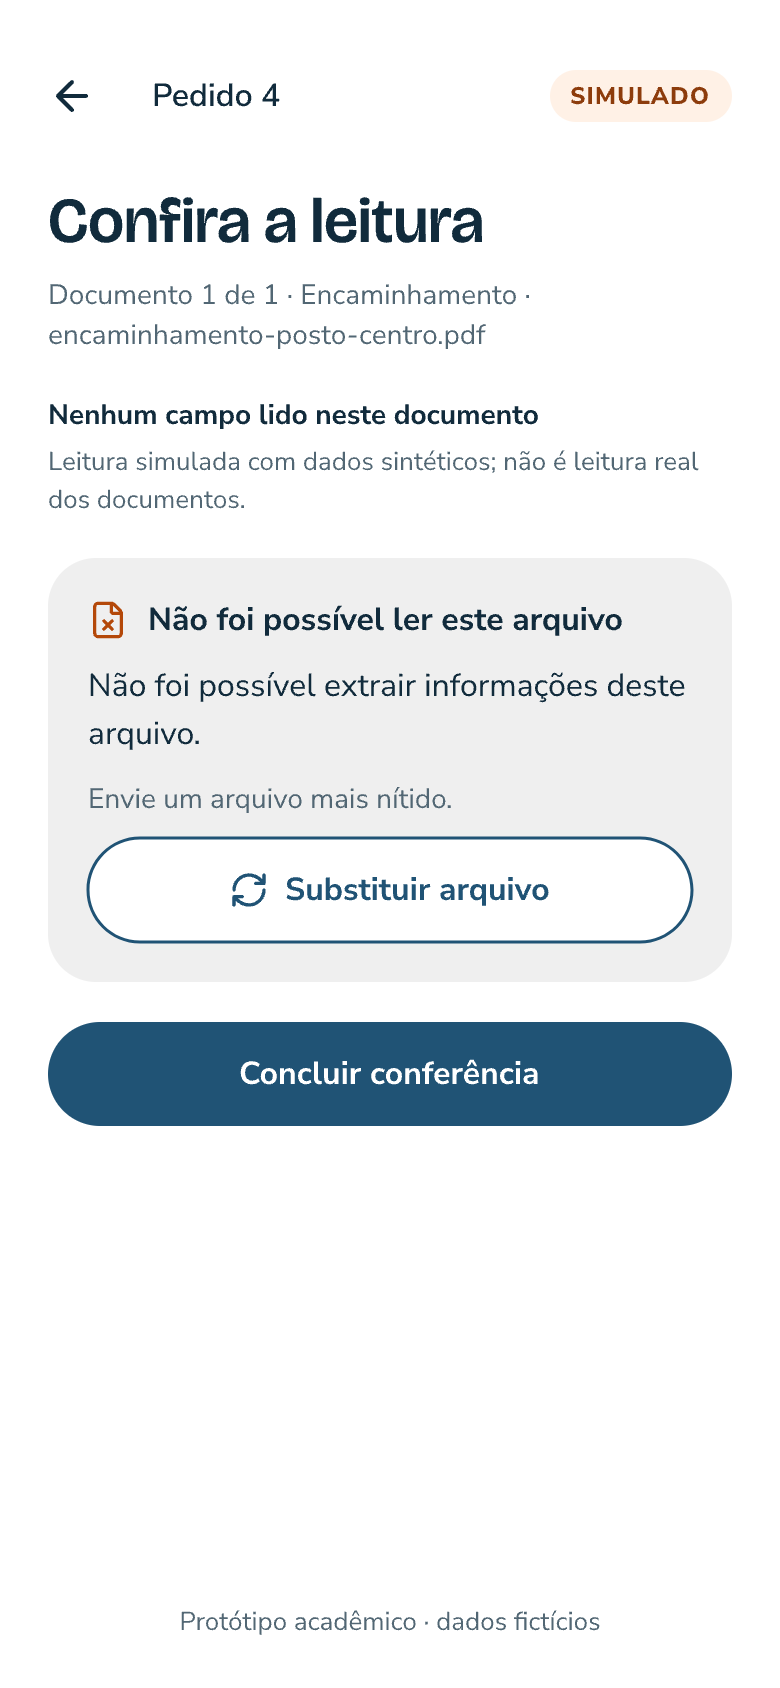 Pedido 4
SIMULADO
Confira a leitura
Documento 1 de 1 · Encaminhamento ·
encaminhamento-posto-centro.pdf
Nenhum campo lido neste documento
Leitura simulada com dados sintéticos; não é leitura real
dos documentos.
Não foi possível ler este arquivo
Não foi possível extrair informações deste
arquivo.
Envie um arquivo mais nítido.
Substituir arquivo
Concluir conferência
Protótipo acadêmico · dados fictícios